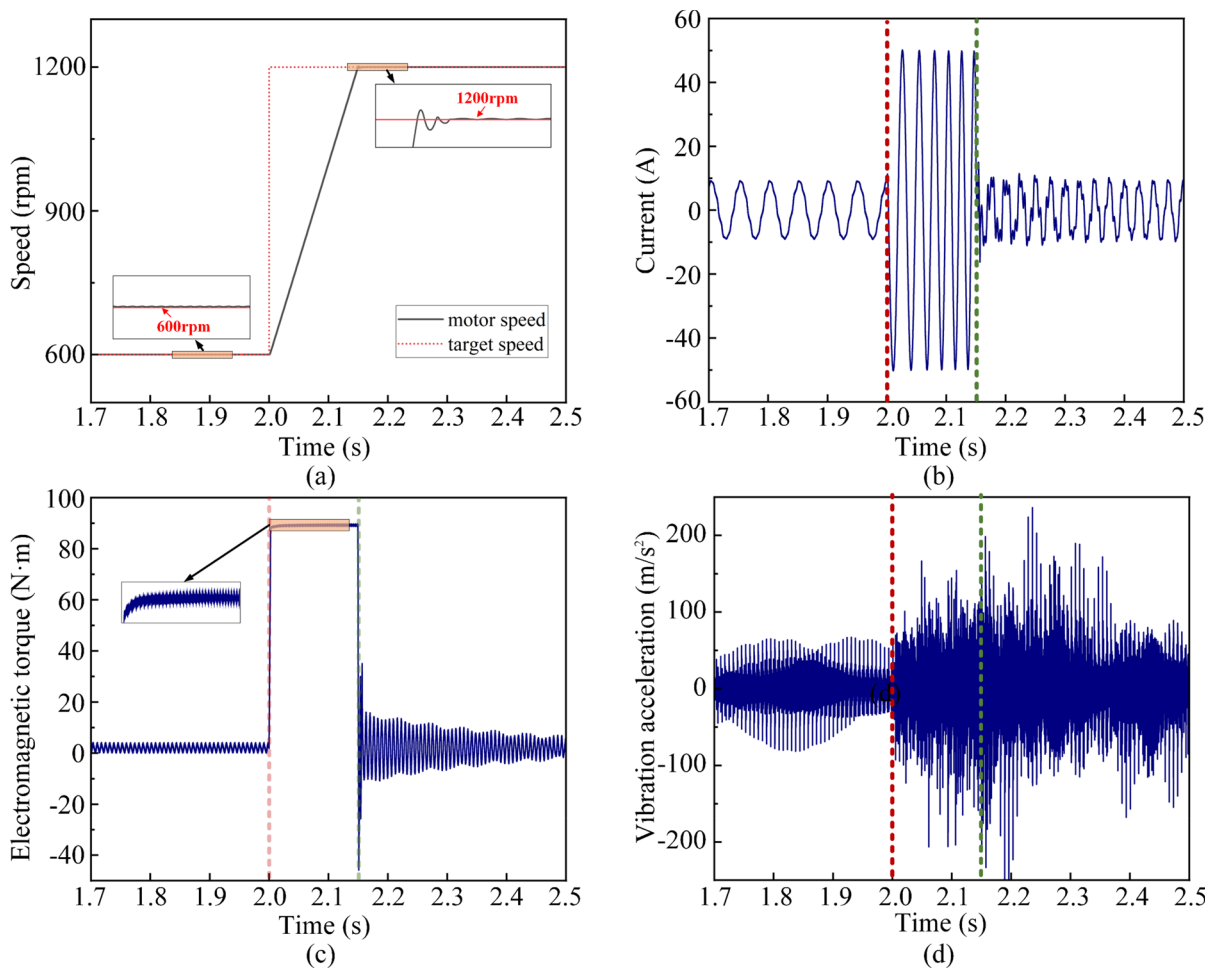 1200
900
600
Speed (rpm)
1200rpm
600rpm
motor speed
target speed
1.7 1.8 1.9 2.0 2.1 2.2 2.3 2.4 2.5
Time (s)
(a)
60
40
20
0
-20
-40
-60
Current (A)
1.7 1.8 1.9 2.0 2.1 2.2 2.3 2.4 2.5
Time (s)
(b)
100
80
60
40
20
0
-20
-40
Electromagnetic torque (N·m)
1.7 1.8 1.9 2.0 2.1 2.2 2.3 2.4 2.5
Time (s)
(c)
200
100
0
-100
-200
Vibration acceleration (m/s²)
(d)
1.7 1.8 1.9 2.0 2.1 2.2 2.3 2.4 2.5
Time (s)
(d)